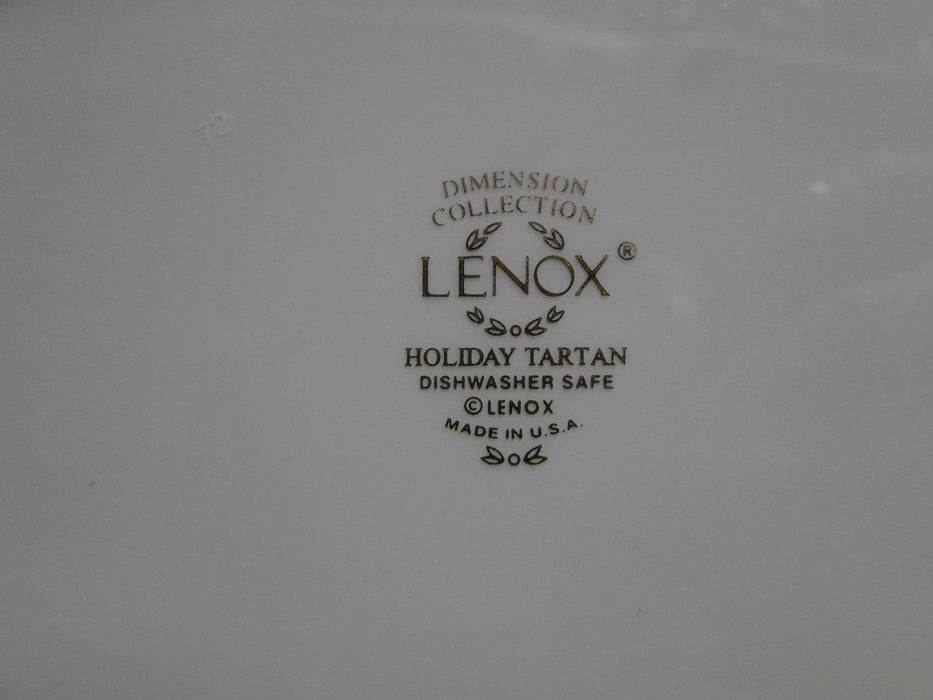 72
DIMENSION
COLLECTION
LENOX ®
HOLIDAY TARTAN
DISHWASHER SAFE
© LENOX
MADE IN U.S.A.